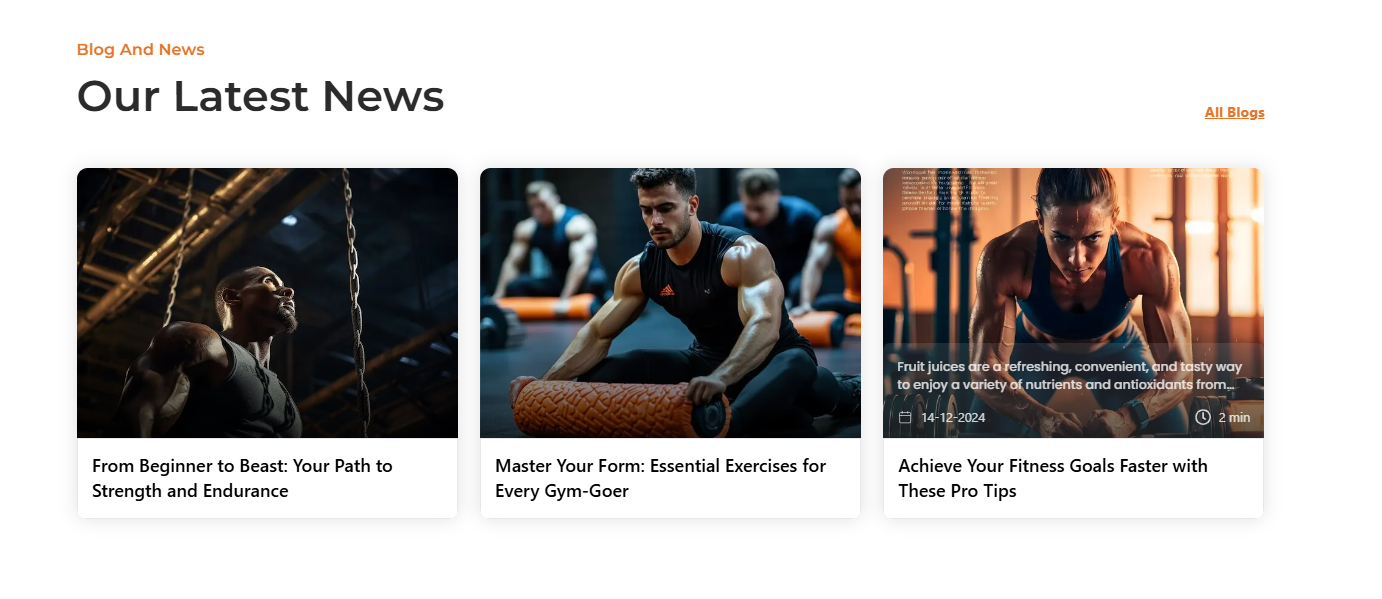 Blog And News
Our Latest News
All Blogs
Fruit juices are a refreshing, convenient, and tasty way
to enjoy a variety of nutrients and antioxidants from...
14-12-2024
2 min
From Beginner to Beast: Your Path to
Strength and Endurance
Master Your Form: Essential Exercises for
Every Gym-Goer
Achieve Your Fitness Goals Faster with
These Pro Tips